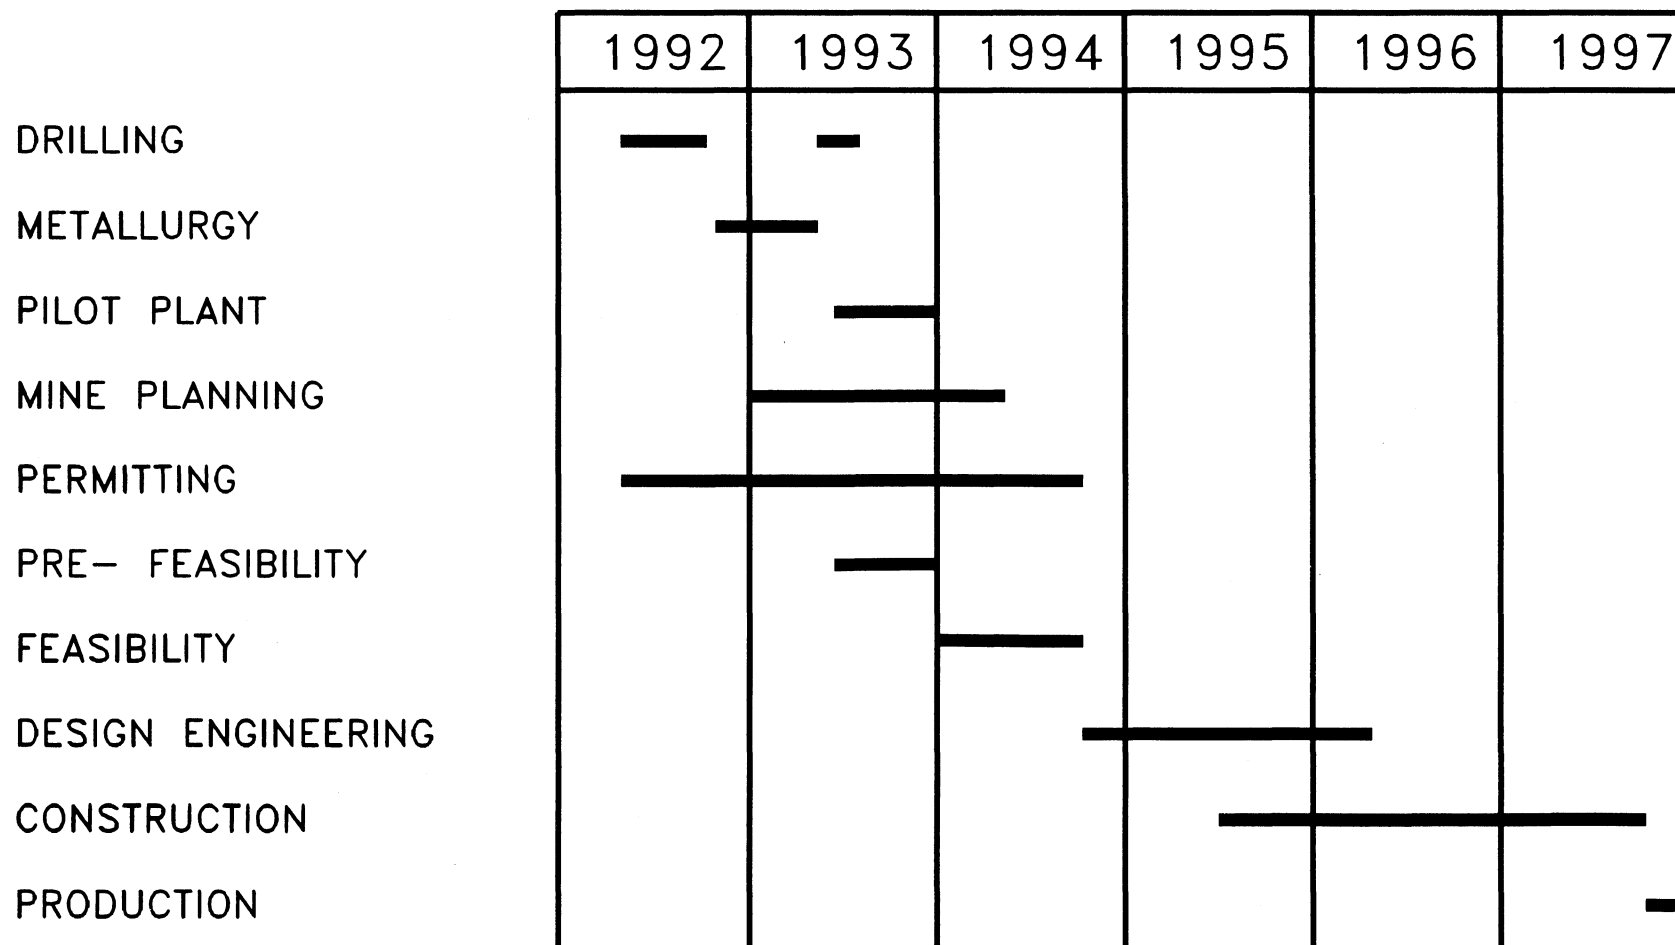 1992 1993 1994 1995 1996 1997
DRILLING
METALLURGY
PILOT PLANT
MINE PLANNING
PERMITTING
PRE- FEASIBILITY
FEASIBILITY
DESIGN ENGINEERING
CONSTRUCTION
PRODUCTION